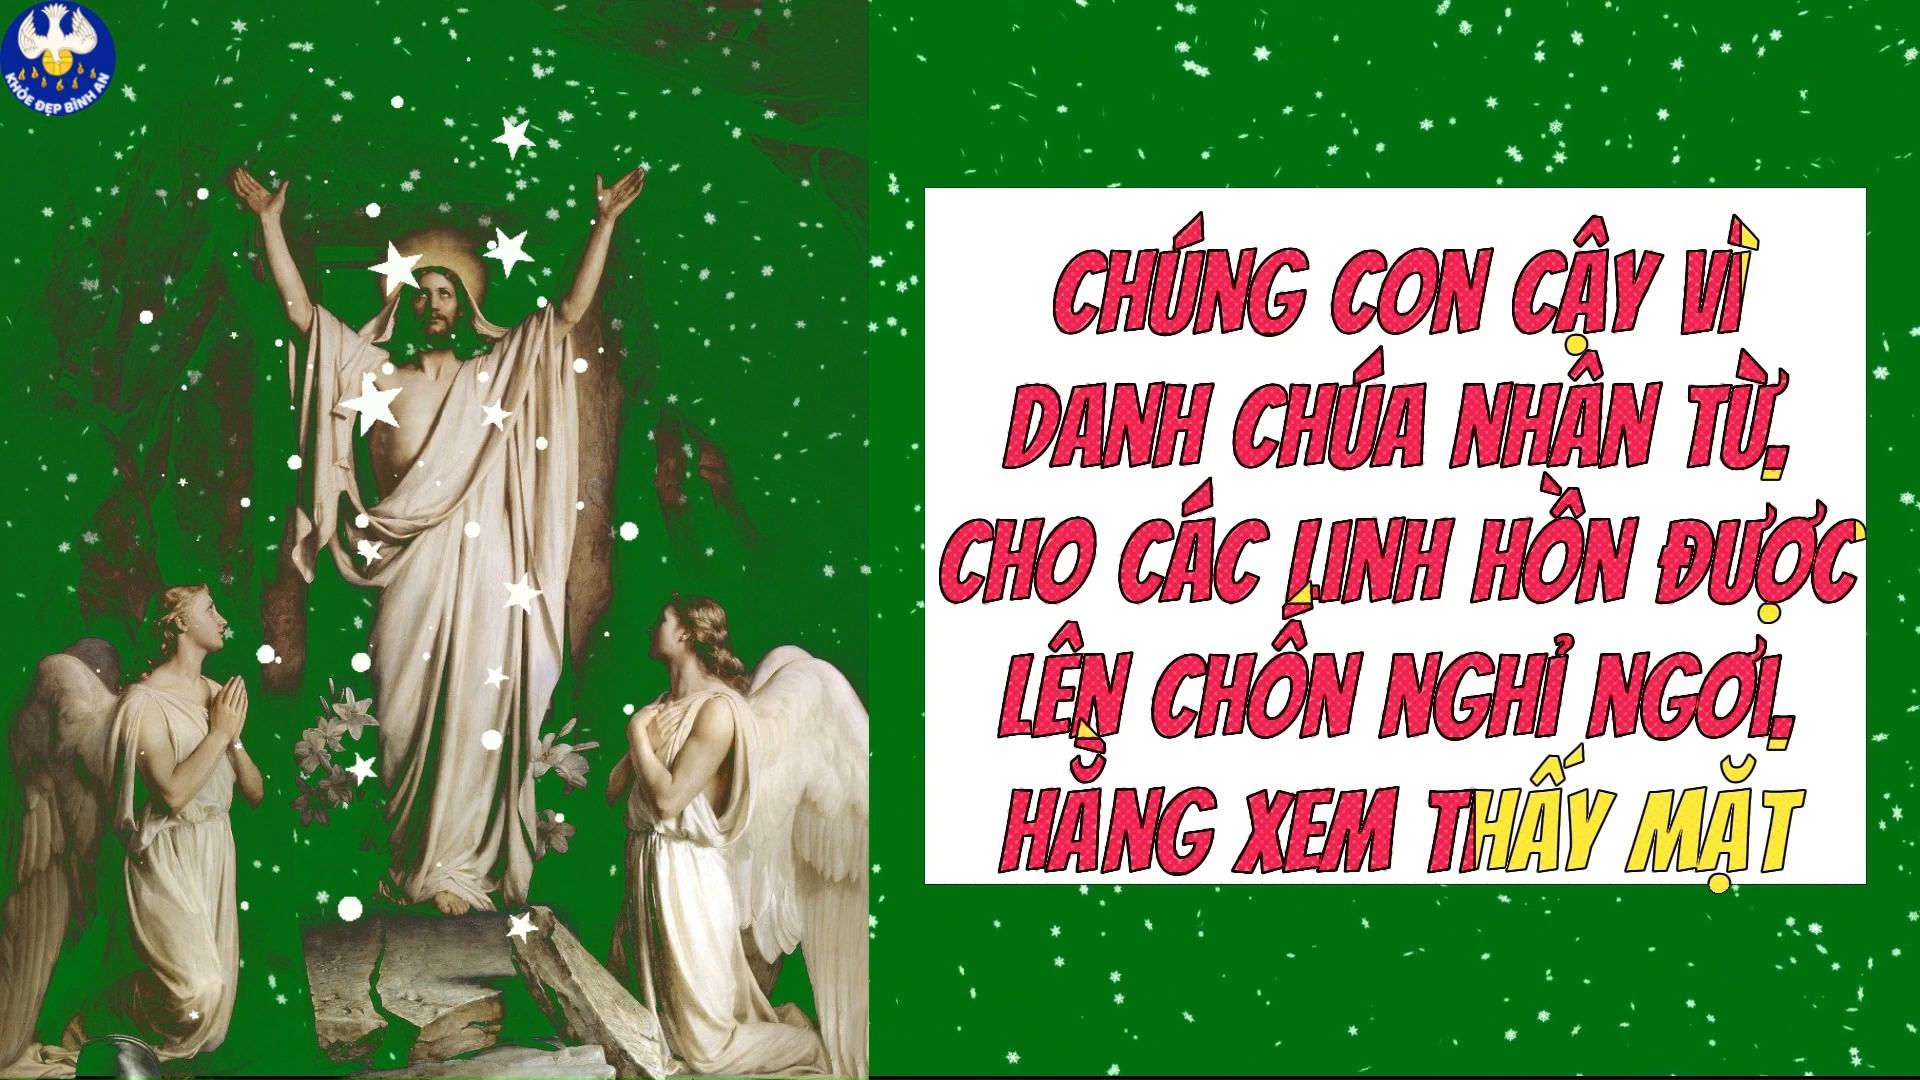 KHỎE ĐẸP BÌNH AN
CHÚNG CON CẬY VÌ
DANH CHÚA NHÂN TỪ,
CHO CÁC LINH HỒN ĐƯỢC
LÊN CHỐN NGHỈ NGƠI,
HẰNG XEM THẤY MẶT